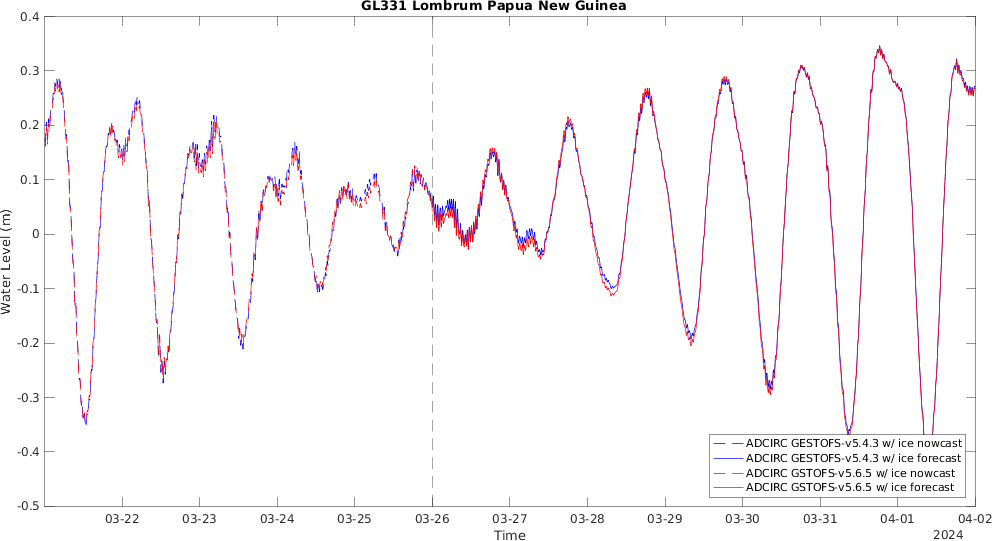 GL331 Lombrum Papua New Guinea
0.4
0.3
0.2
0.1
0
-0.1
-0.2
-0.3
-0.4
-0.5
Water Level (m)
ADCIRC GESTOFS-v5.4.3 w/ ice nowcast
ADCIRC GESTOFS-v5.4.3 w/ ice forecast
ADCIRC GSTOFS-v5.6.5 w/ ice nowcast
ADCIRC GSTOFS-v5.6.5 w/ ice forecast
03-22 03-23 03-24 03-25 03-26 03-27 03-28 03-29 03-30 03-31 04-01 04-02
Time
2024